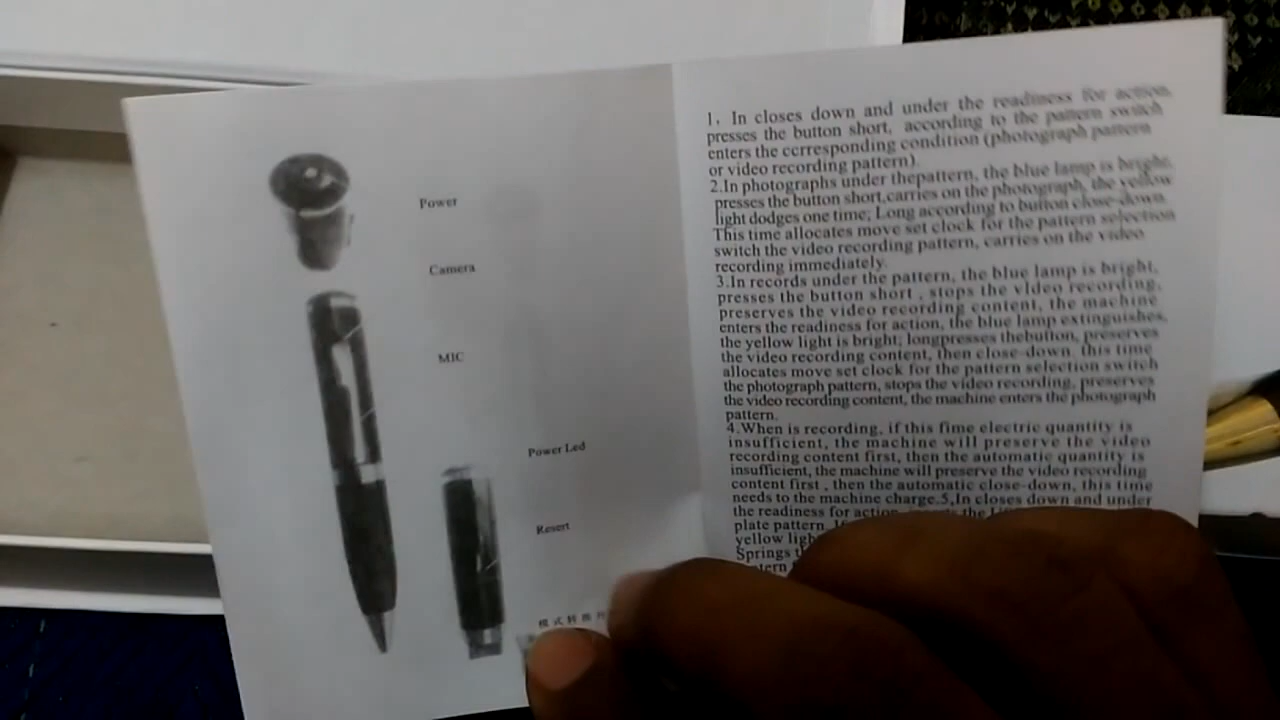 Power
Camera
MIC
Power Led
Resert
模式转换
1, In closes down and under the readiness for action,
presses the button short, according to the pattern switch
enters the ccrresponding condition (photograph pattern
or video recording pattern).
2.In photographs under thepattern, the blue lamp is bright,
presses the button short,carries on the photograph, the yellow
light dodges one time; Long according to button close-down.
This time allocates move set clock for the pattern selection
switch the video recording pattern, carries on the video
recording immediately.
3.In records under the pattern, the blue lamp is bright,
presses the button short , stops the video recording,
preserves the video recording content, the machine
enters the readiness for action, the blue lamp extinguishes,
the yellow light is bright; longpresses thebutton, preserves
the video recording content, then close-down, this time
allocates move set clock for the pattern selection switch
the photograph pattern, stops the video recording, preserves
the video recording content, the machine enters the photograph
pattern.
4.When is recording, if this fime electric quantity is
insufficient, the machine will preserve the video
recording content first, then the automatic quantity is
insufficient, the machine will preserve the video recording
content first , then the automatic close-down, this time
needs to the machine charge.5,In closes down and under
the readiness for action, the
plate pattern.
yellow
Springs